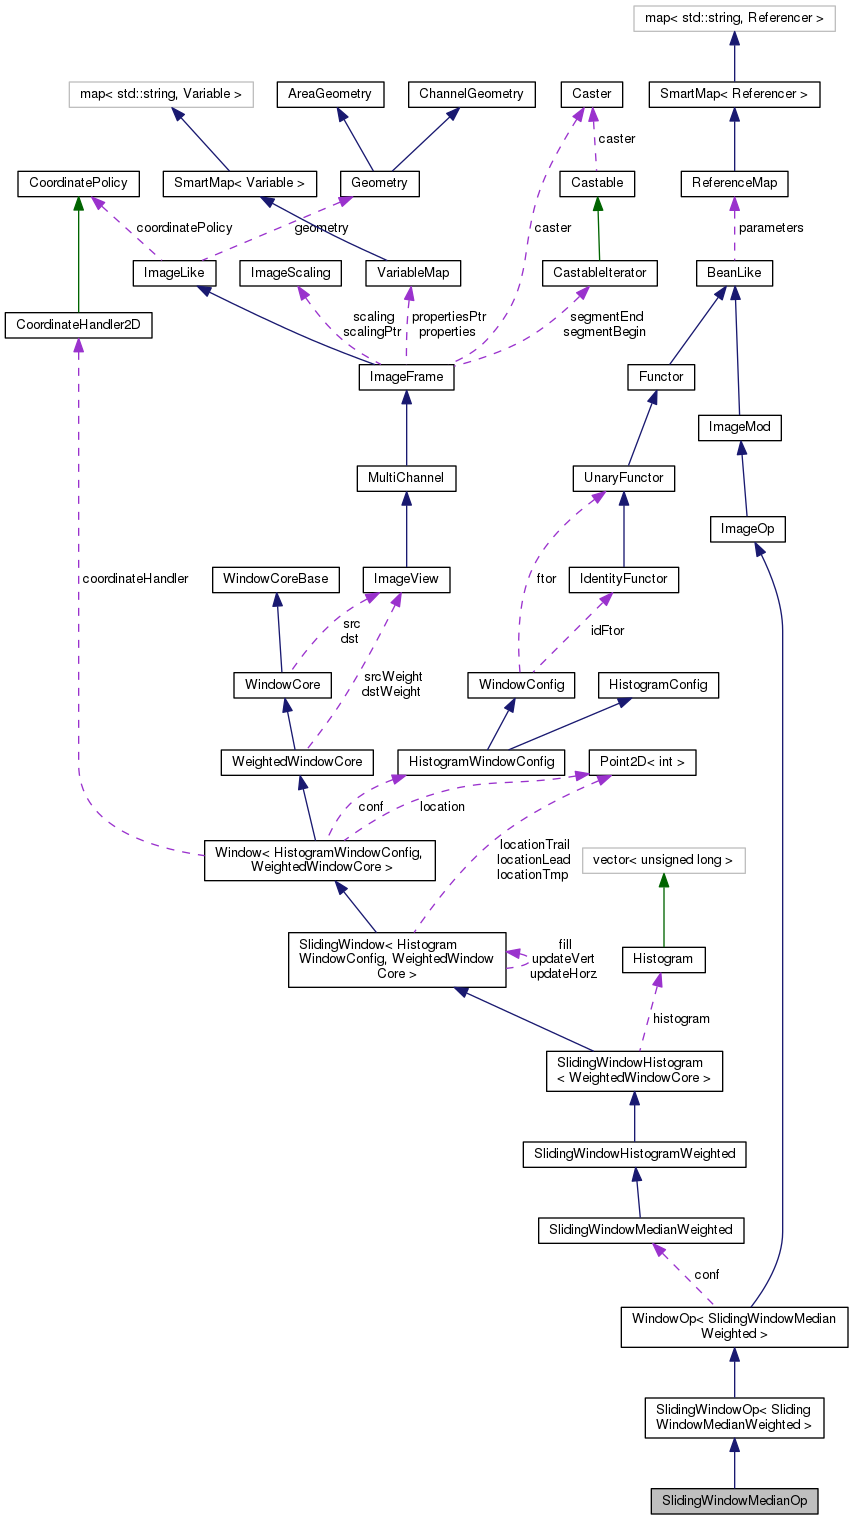 map< std::string, Referencer >
map< std::string, Variable >
AreaGeometry
ChannelGeometry
Caster
SmartMap< Referencer >
caster
CoordinatePolicy
SmartMap< Variable >
Geometry
Castable
ReferenceMap
coordinatePolicy
geometry
caster
parameters
ImageLike
ImageScaling
VariableMap
CastableIterator
BeanLike
CoordinateHandler2D
scaling
scalingPtr
propertiesPtr
properties
segmentEnd
segmentBegin
ImageFrame
Functor
ImageMod
MultiChannel
UnaryFunctor
ImageOp
coordinateHandler
WindowCoreBase
ImageView
ftor
IdentityFunctor
src
dst
idFtor
WindowCore
srcWeight
dstWeight
WindowConfig
HistogramConfig
WeightedWindowCore
HistogramWindowConfig
Point2D< int >
conf
location
Window< HistogramWindowConfig,
WeightedWindowCore >
locationTrail
locationLead
locationTmp
vector< unsigned long >
SlidingWindow< Histogram
WindowConfig, WeightedWindow
Core >
fill
updateVert
updateHorz
Histogram
histogram
SlidingWindowHistogram
< WeightedWindowCore >
SlidingWindowHistogramWeighted
SlidingWindowMedianWeighted
conf
WindowOp< SlidingWindowMedian
Weighted >
SlidingWindowOp< Sliding
WindowMedianWeighted >
SlidingWindowMedianOp